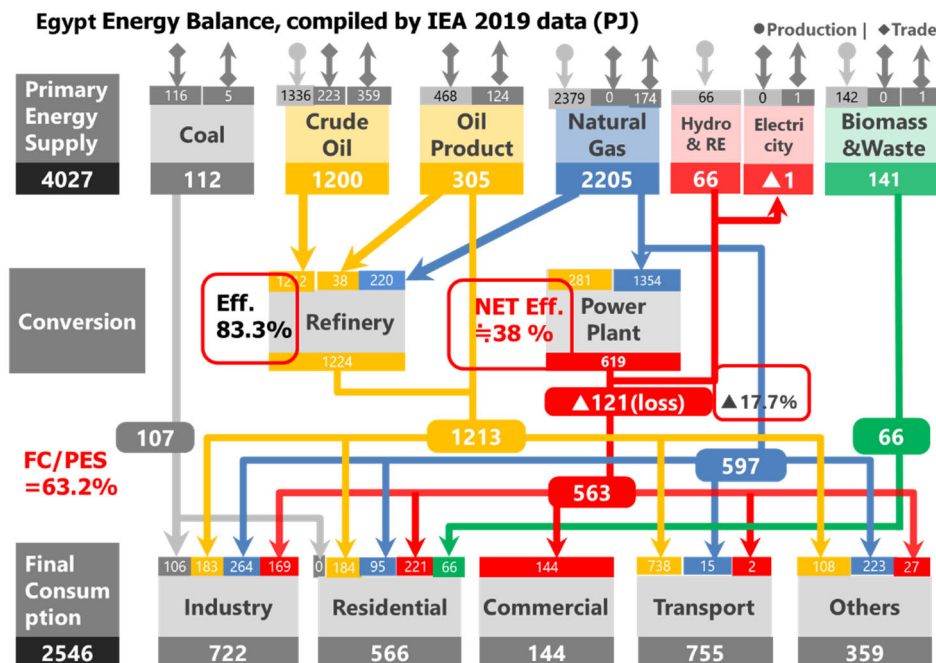 Egypt Energy Balance, compiled by IEA 2019 data (PJ)
Production | Trade
Primary
Energy
Supply
4027
116 5
Coal
112
1336 223 359
Crude
Oil
1200
468 124
Oil
Product
305
2379 0 174
Natural
Gas
2205
66
Hydro
& RE
66
0 1
Electri
city
▲1
142 0 1
Biomass
&Waste
141
Conversion
Eff.
83.3%
38 220
Refinery
1224
NET Eff.
≒38 %
281 1354
Power
Plant
619
▲121(loss)
▲17.7%
107
1213
66
597
563
FC/PES
=63.2%
Final
Consum
ption
2546
106 183 264 169
Industry
722
0 184 95 221 66
Residential
566
144
Commercial
144
738 15 2
Transport
755
108 223 27
Others
359